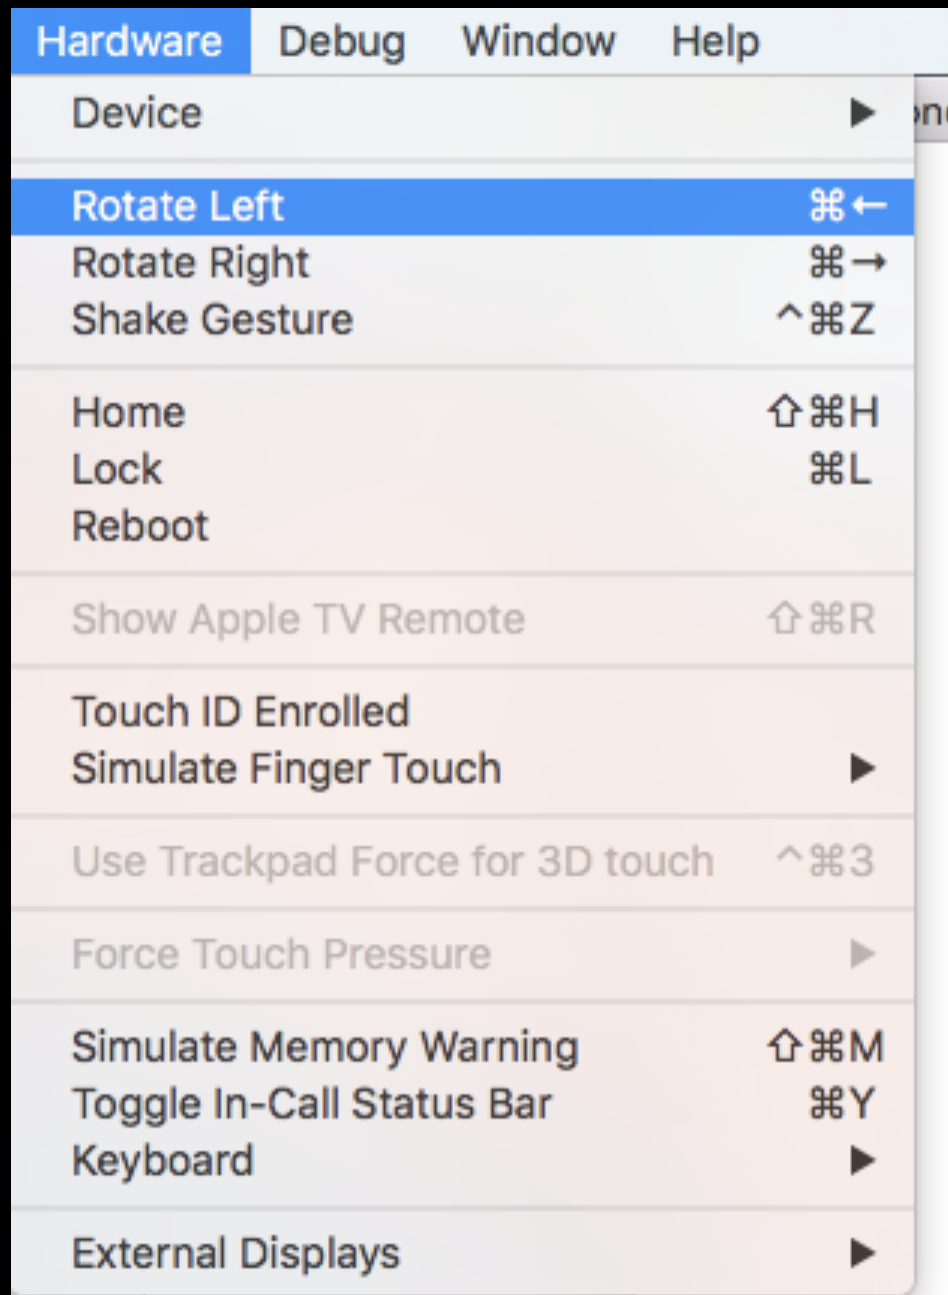 Hardware Debug Window Help
Device ▶
Rotate Left ⌘←
Rotate Right ⌘→
Shake Gesture ^⌘Z
Home ⇧⌘H
Lock ⌘L
Reboot
Show Apple TV Remote ⇧⌘R
Touch ID Enrolled
Simulate Finger Touch ▶
Use Trackpad Force for 3D touch ^⌘3
Force Touch Pressure ▶
Simulate Memory Warning ⇧⌘M
Toggle In-Call Status Bar ⌘Y
Keyboard ▶
External Displays ▶